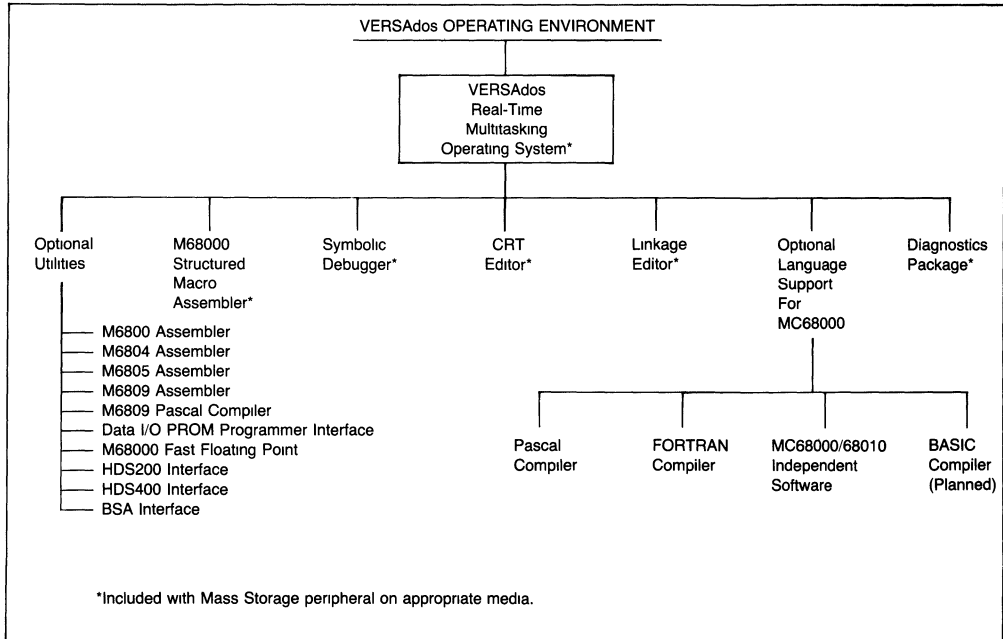 VERSAdos OPERATING ENVIRONMENT
VERSAdos
Real-Time
Multitasking
Operating System*
Optional
Utilities
M68000
Structured
Macro
Assembler*
Symbolic
Debugger*
CRT
Editor*
Linkage
Editor*
Optional
Language
Support
For
MC68000
Diagnostics
Package*
M6800 Assembler
M6804 Assembler
M6805 Assembler
M6809 Assembler
M6809 Pascal Compiler
Data I/O PROM Programmer Interface
M68000 Fast Floating Point
HDS200 Interface
HDS400 Interface
BSA Interface
Pascal
Compiler
FORTRAN
Compiler
MC68000/68010
Independent
Software
BASIC
Compiler
(Planned)
*Included with Mass Storage peripheral on appropriate media.